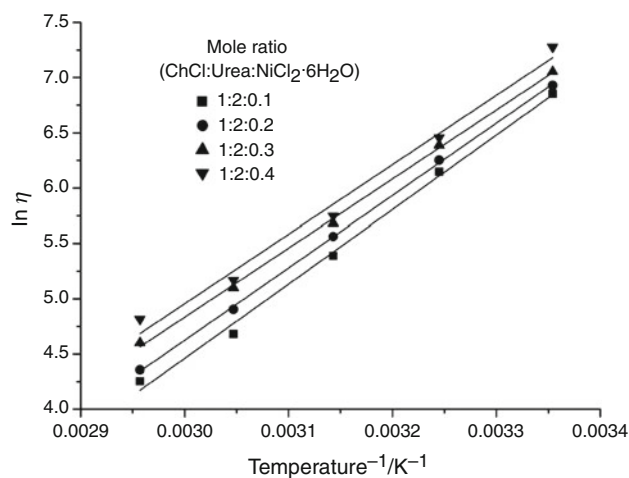 Mole ratio
(ChCl:Urea:NiCl₂·6H₂O)
1:2:0.1
1:2:0.2
1:2:0.3
1:2:0.4
7.0
6.5
6.0
5.5
5.0
4.5
4.0
ln η
0.0029 0.0030 0.0031 0.0032 0.0033 0.0034
Temperature⁻¹/K⁻¹